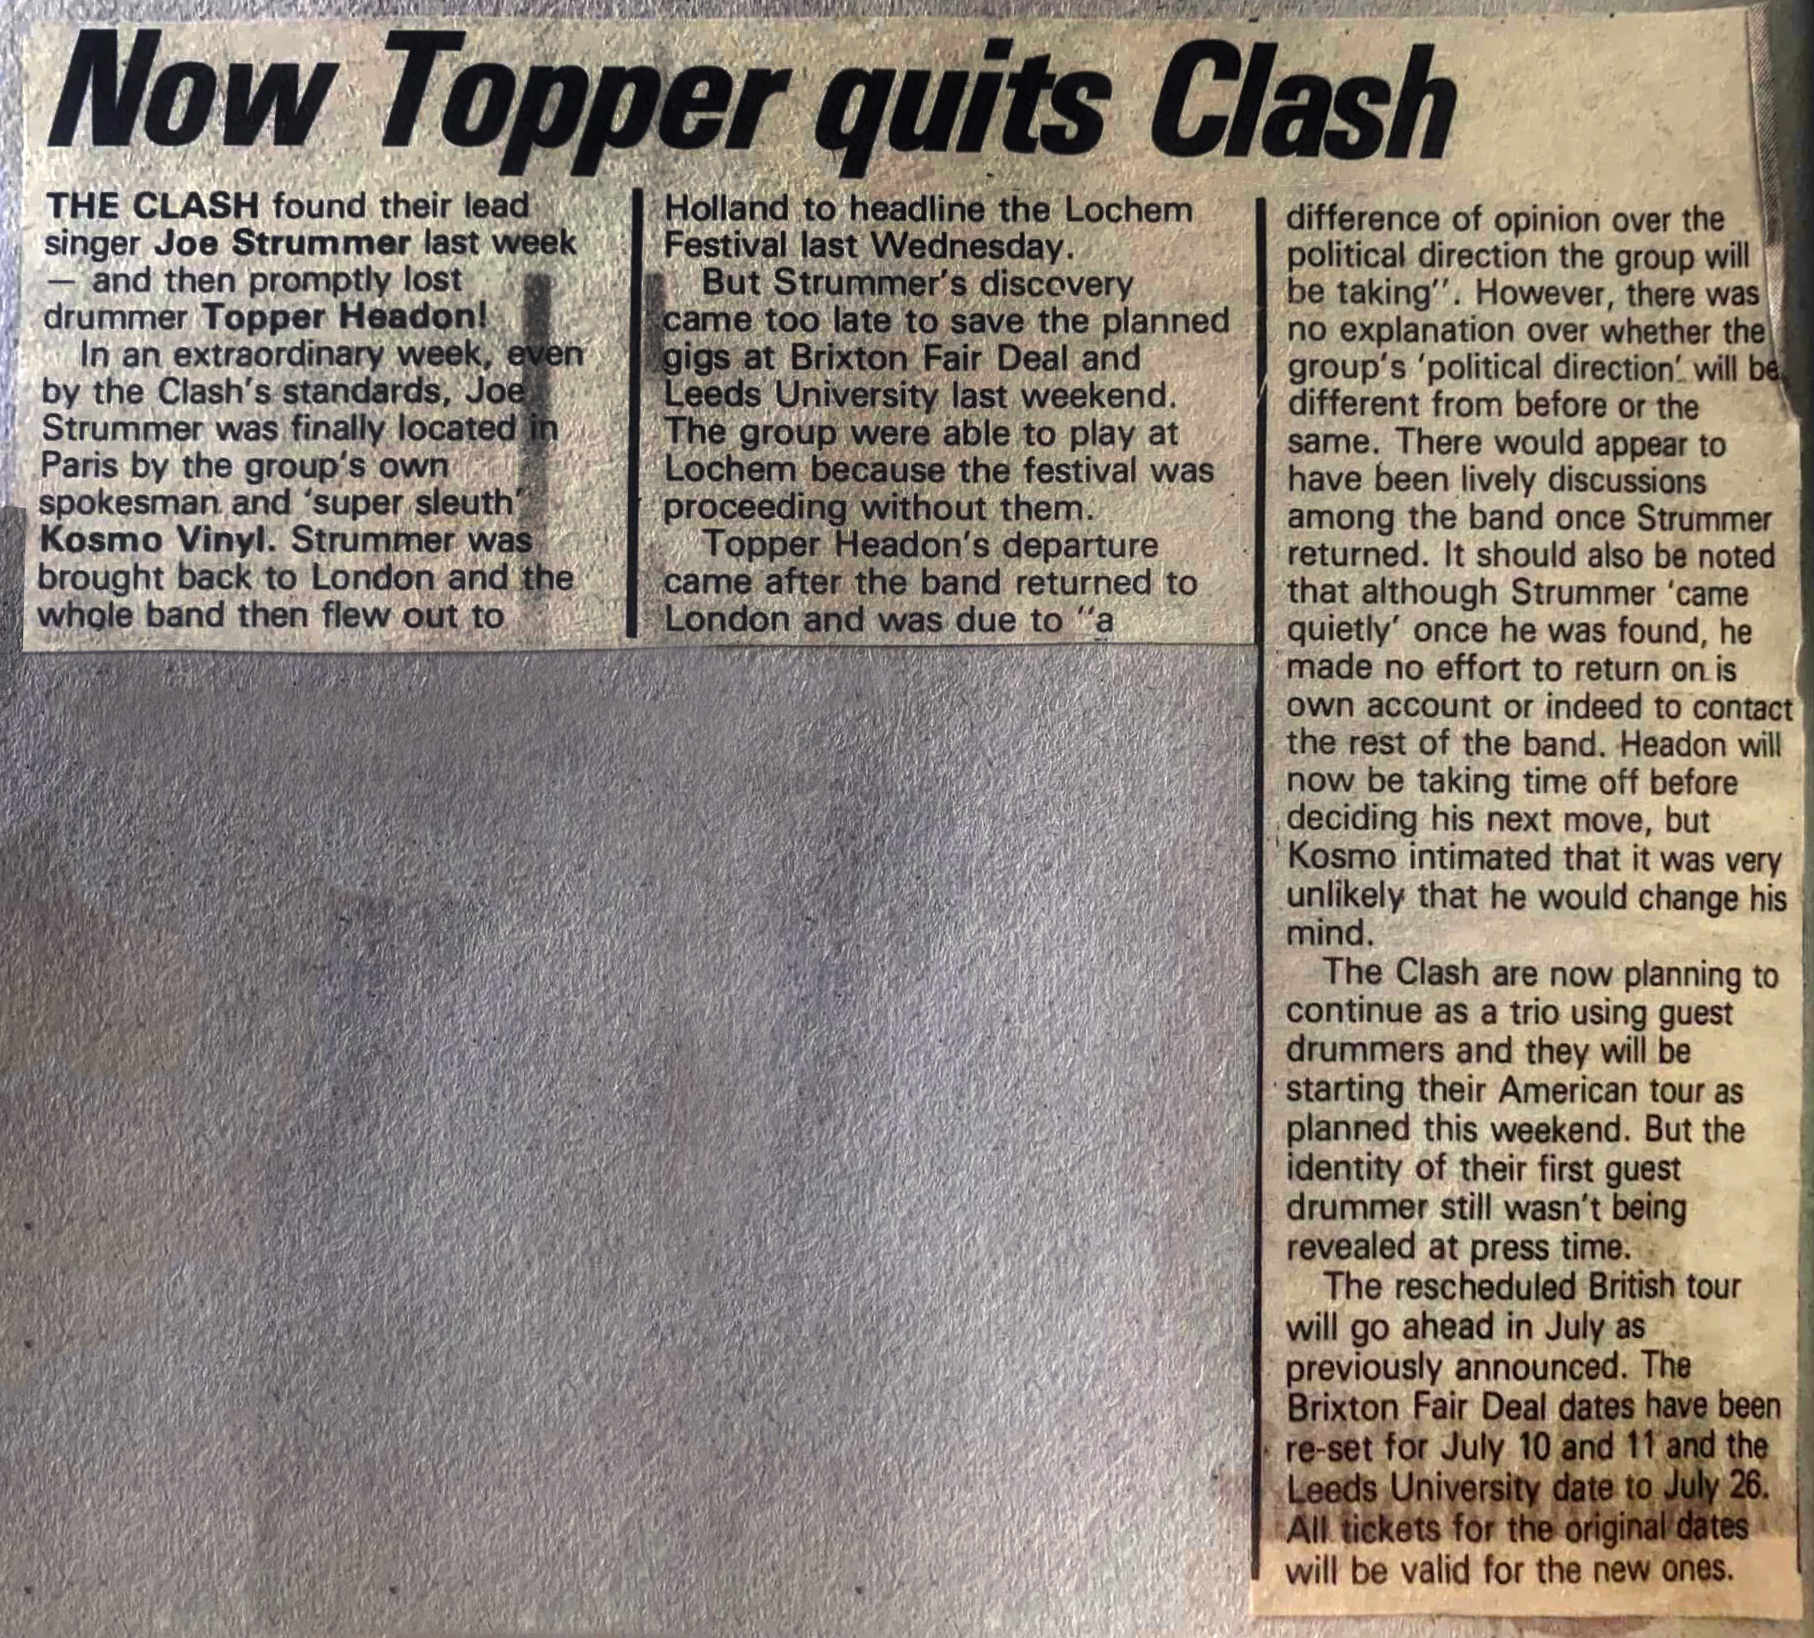 Now Topper quits Clash
THE CLASH found their lead
singer Joe Strummer last week
— and then promptly lost
drummer Topper Headon!
In an extraordinary week, even
by the Clash's standards, Joe
Strummer was finally located in
Paris by the group's own
spokesman and 'super sleuth'
Kosmo Vinyl. Strummer was
brought back to London and the
whole band then flew out to
Holland to headline the Lochem
Festival last Wednesday.
But Strummer's discovery
came too late to save the planned
gigs at Brixton Fair Deal and
Leeds University last weekend.
The group were able to play at
Lochem because the festival was
proceeding without them.
Topper Headon's departure
came after the band returned to
London and was due to "a
difference of opinion over the
political direction the group will
be taking". However, there was
no explanation over whether the
group's 'political direction' will be
different from before or the
same. There would appear to
have been lively discussions
among the band once Strummer
returned. It should also be noted
that although Strummer 'came
quietly' once he was found, he
made no effort to return on is
own account or indeed to contact
the rest of the band. Headon will
now be taking time off before
deciding his next move, but
Kosmo intimated that it was very
unlikely that he would change his
mind.
The Clash are now planning to
continue as a trio using guest
drummers and they will be
starting their American tour as
planned this weekend. But the
identity of their first guest
drummer still wasn't being
revealed at press time.
The rescheduled British tour
will go ahead in July as
previously announced. The
Brixton Fair Deal dates have been
re-set for July 10 and 11 and the
Leeds University date to July 26.
All tickets for the original dates
will be valid for the new ones.